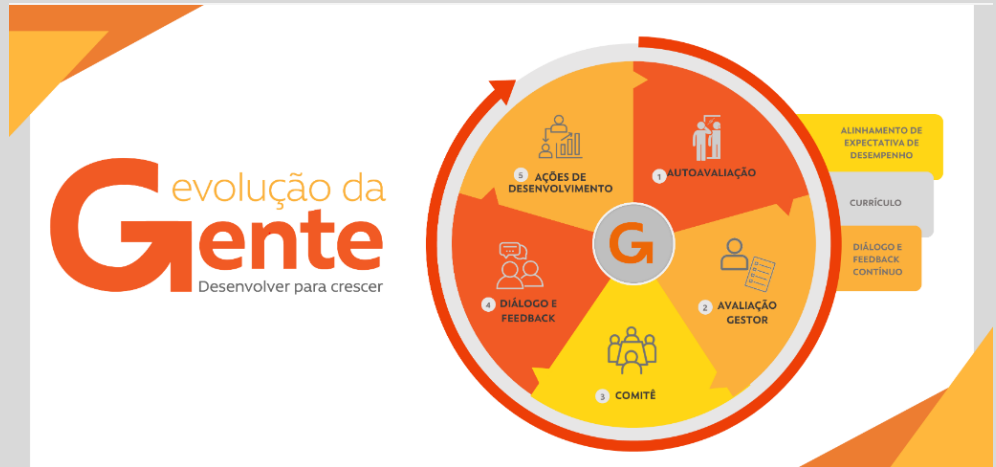 evolução da
Gente
Desenvolver para crescer
1 AUTOAVALIAÇÃO
2 AVALIAÇÃO
GESTOR
3 COMITÊ
4 DIÁLOGO E
FEEDBACK
5 AÇÕES DE
DESENVOLVIMENTO
G
ALINHAMENTO DE
EXPECTATIVA DE
DESEMPENHO
CURRÍCULO
DIÁLOGO E
FEEDBACK
CONTÍNUO